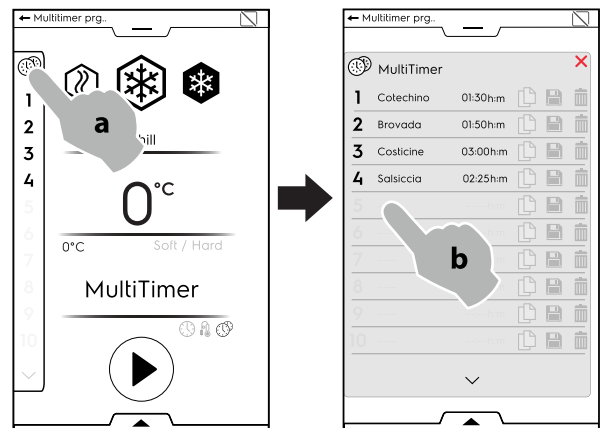 Multitimer prg..
1
2
3
4
5
6
7
8
9
10
a
hill
0°C
0°C Soft / Hard
MultiTimer
Multitimer prg..
MultiTimer
1 Cotechino 01:30h:m
2 Brovada 01:50h:m
3 Costicine 03:00h:m
4 Salsiccia 02:25h:m
5
6
7
8
9
10
b